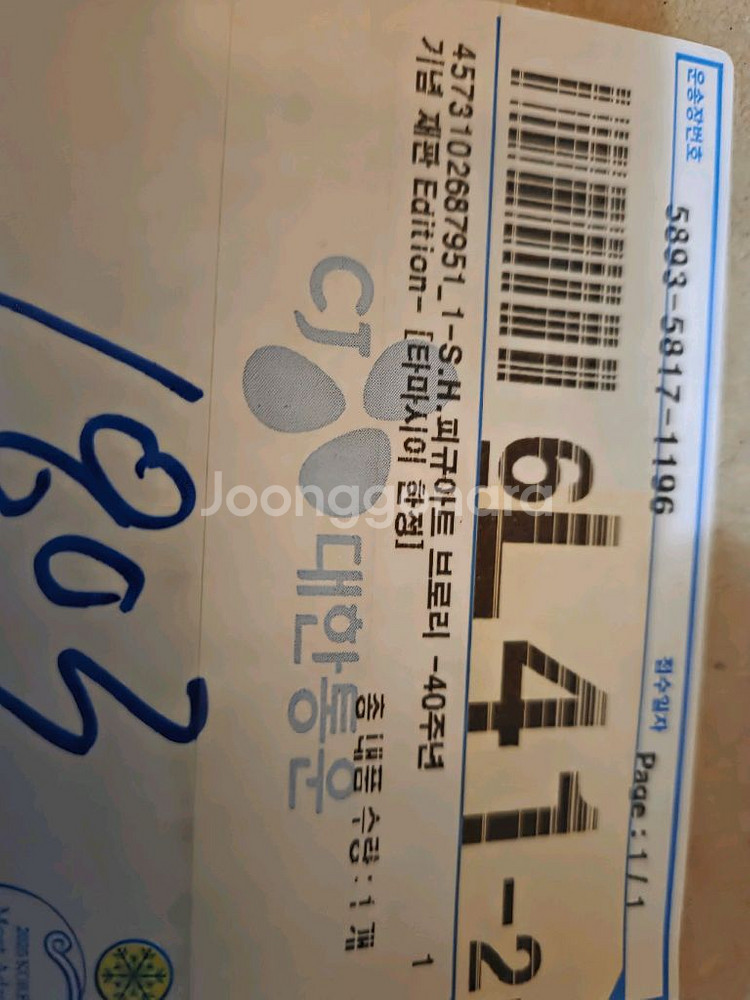 운송장번호
5893-5817-1196
접수일자
Page : 1 / 1
6L41-2
4573102687951_1-S.H.피규아트 브로리 -40주년
기념 재판 Edition- [타마시이 한정]
1
총 내품 수량 : 1 개
CJ 대한통운
Joonggonara
1803